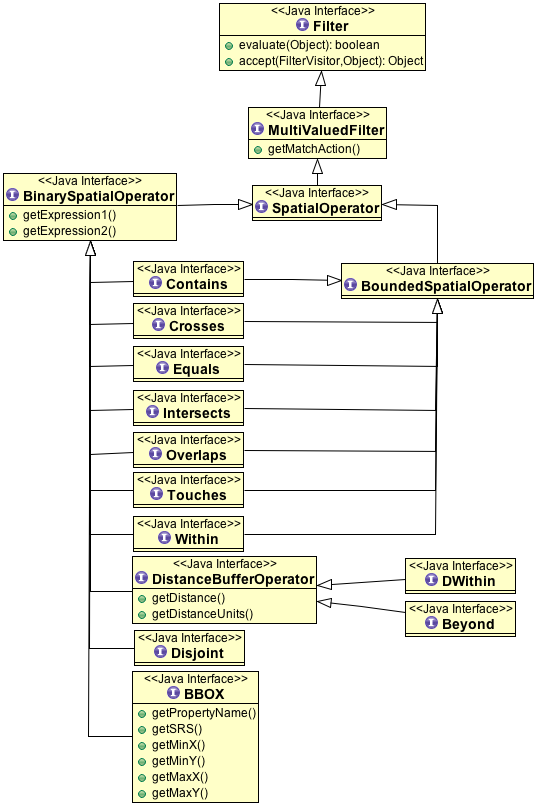 <<Java Interface>>
Filter
evaluate(Object): boolean
accept(FilterVisitor,Object): Object
<<Java Interface>>
MultiValuedFilter
getMatchAction()
<<Java Interface>>
BinarySpatialOperator
getExpression1()
getExpression2()
<<Java Interface>>
SpatialOperator
<<Java Interface>>
Contains
<<Java Interface>>
BoundedSpatialOperator
<<Java Interface>>
Crosses
<<Java Interface>>
Equals
<<Java Interface>>
Intersects
<<Java Interface>>
Overlaps
<<Java Interface>>
Touches
<<Java Interface>>
Within
<<Java Interface>>
DistanceBufferOperator
getDistance()
getDistanceUnits()
<<Java Interface>>
DWithin
<<Java Interface>>
Beyond
<<Java Interface>>
Disjoint
<<Java Interface>>
BBOX
getPropertyName()
getSRS()
getMinX()
getMinY()
getMaxX()
getMaxY()